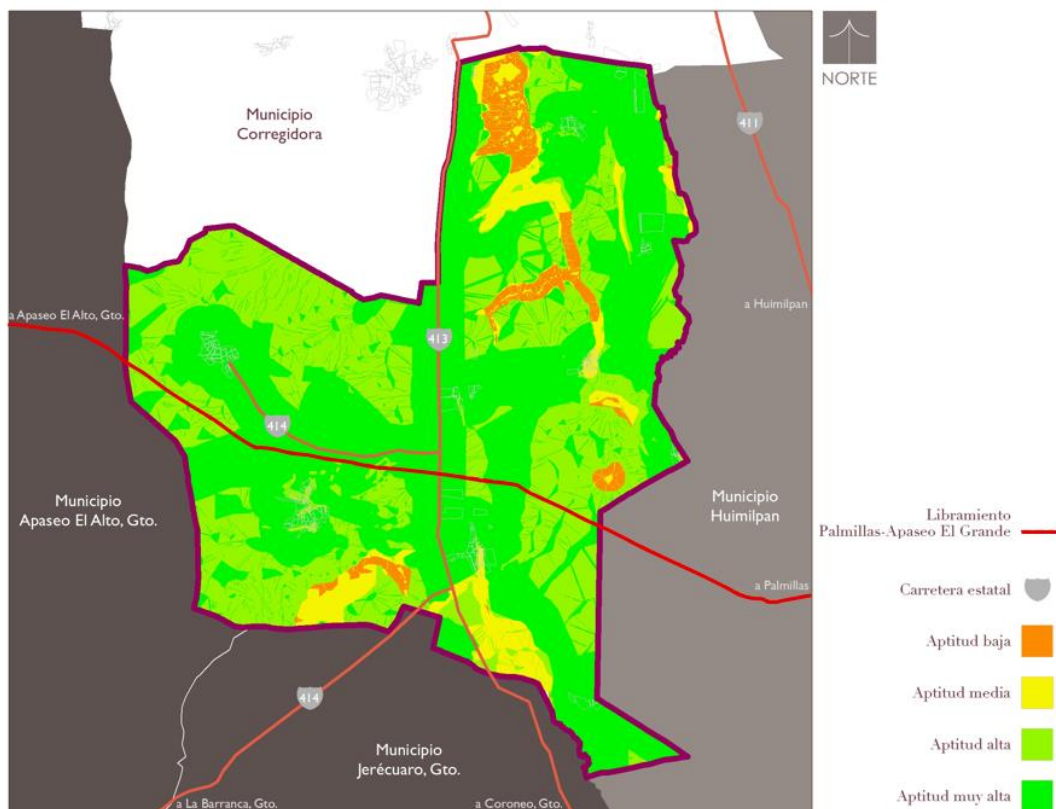 NORTE
Municipio
Corregidora
411
a Huimilpan
a Apaseo El Alto, Gto.
413
414
Municipio
Apaseo El Alto, Gto.
Municipio
Huimilpan
a Palmillas
414
Municipio
Jerécuaro, Gto.
a La Barranca, Gto.
a Coroneo, Gto.
Libramiento
Palmillas-Apaseo El Grande
Carretera estatal
Aptitud baja
Aptitud media
Aptitud alta
Aptitud muy alta